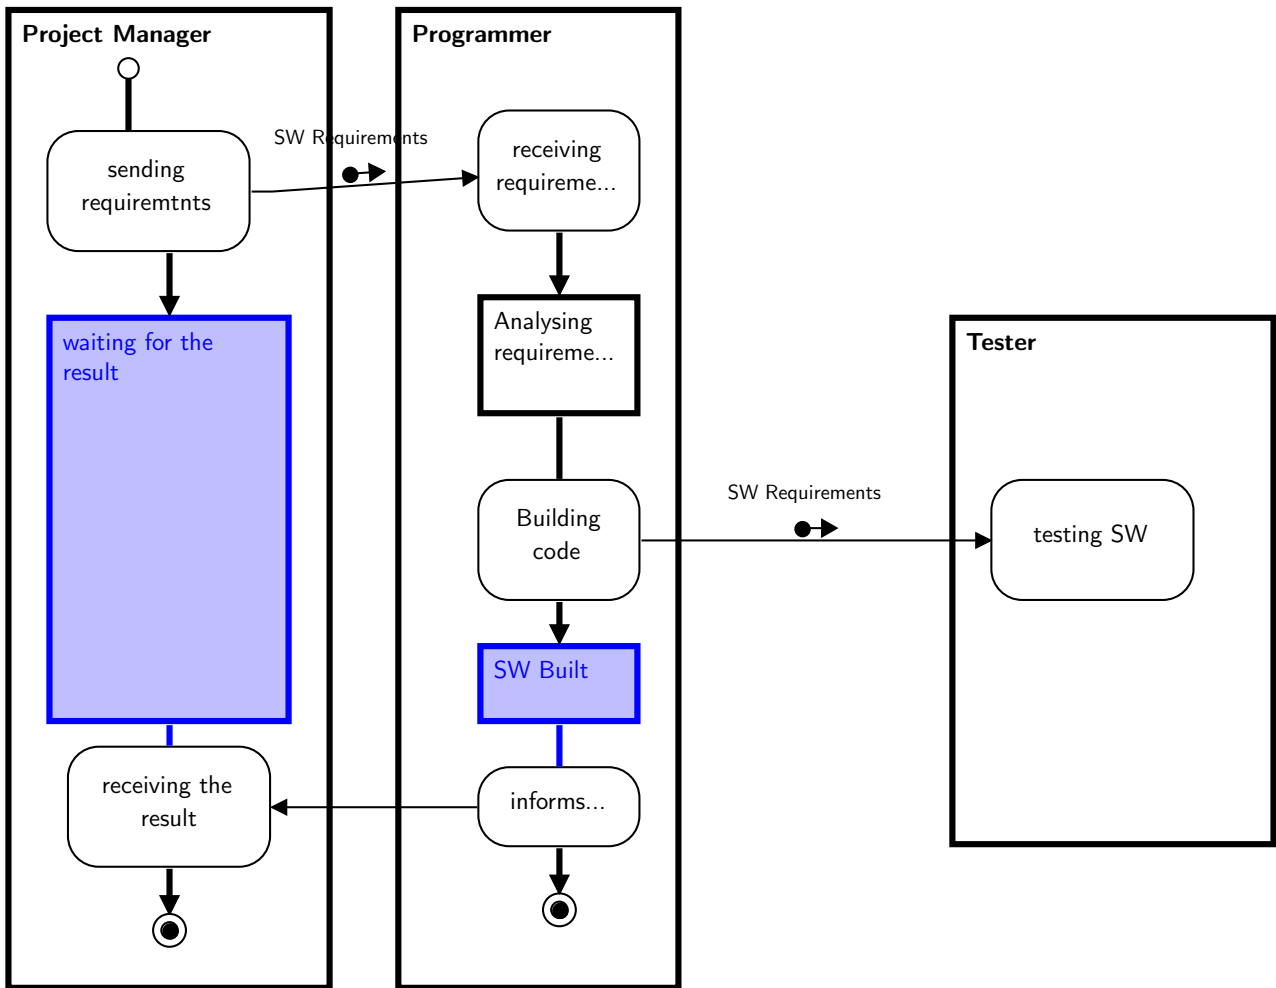 Project Manager
Programmer
SW Requirements
sending
requiremtnts
receiving
requireme...
waiting for the
result
Analysing
requireme...
Tester
SW Requirements
Building
code
testing SW
SW Built
receiving the
result
informs...